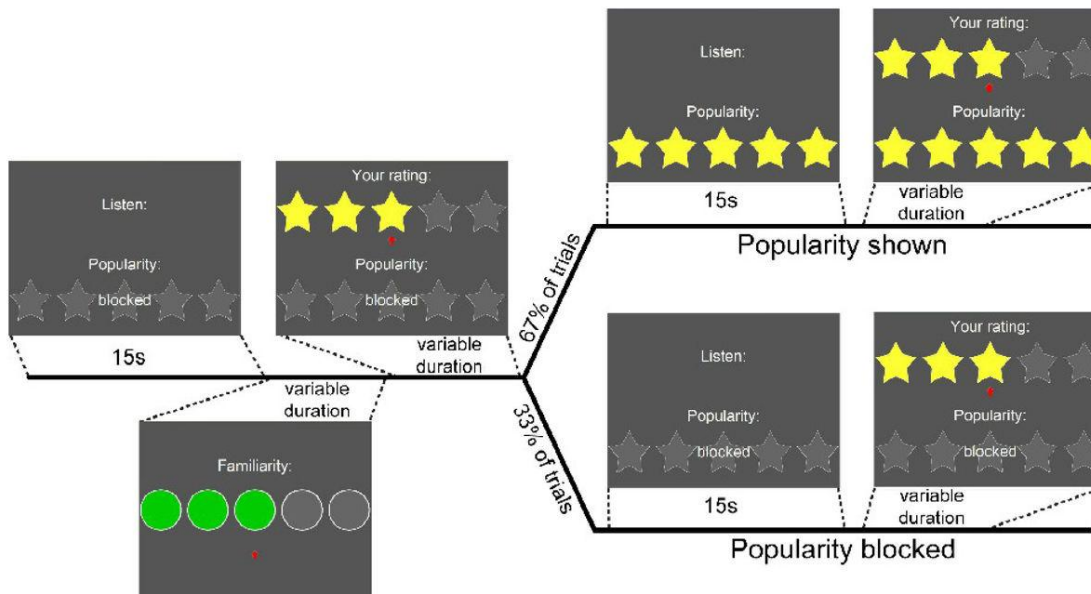 Listen:
Popularity:
blocked
15s
Your rating:
Popularity:
blocked
variable
duration
Familiarity:
variable
duration
67% of trials
Listen:
Popularity:
15s
Your rating:
Popularity:
variable
duration
Popularity shown
33% of trials
Listen:
Popularity:
blocked
15s
Your rating:
Popularity:
blocked
variable
duration
Popularity blocked